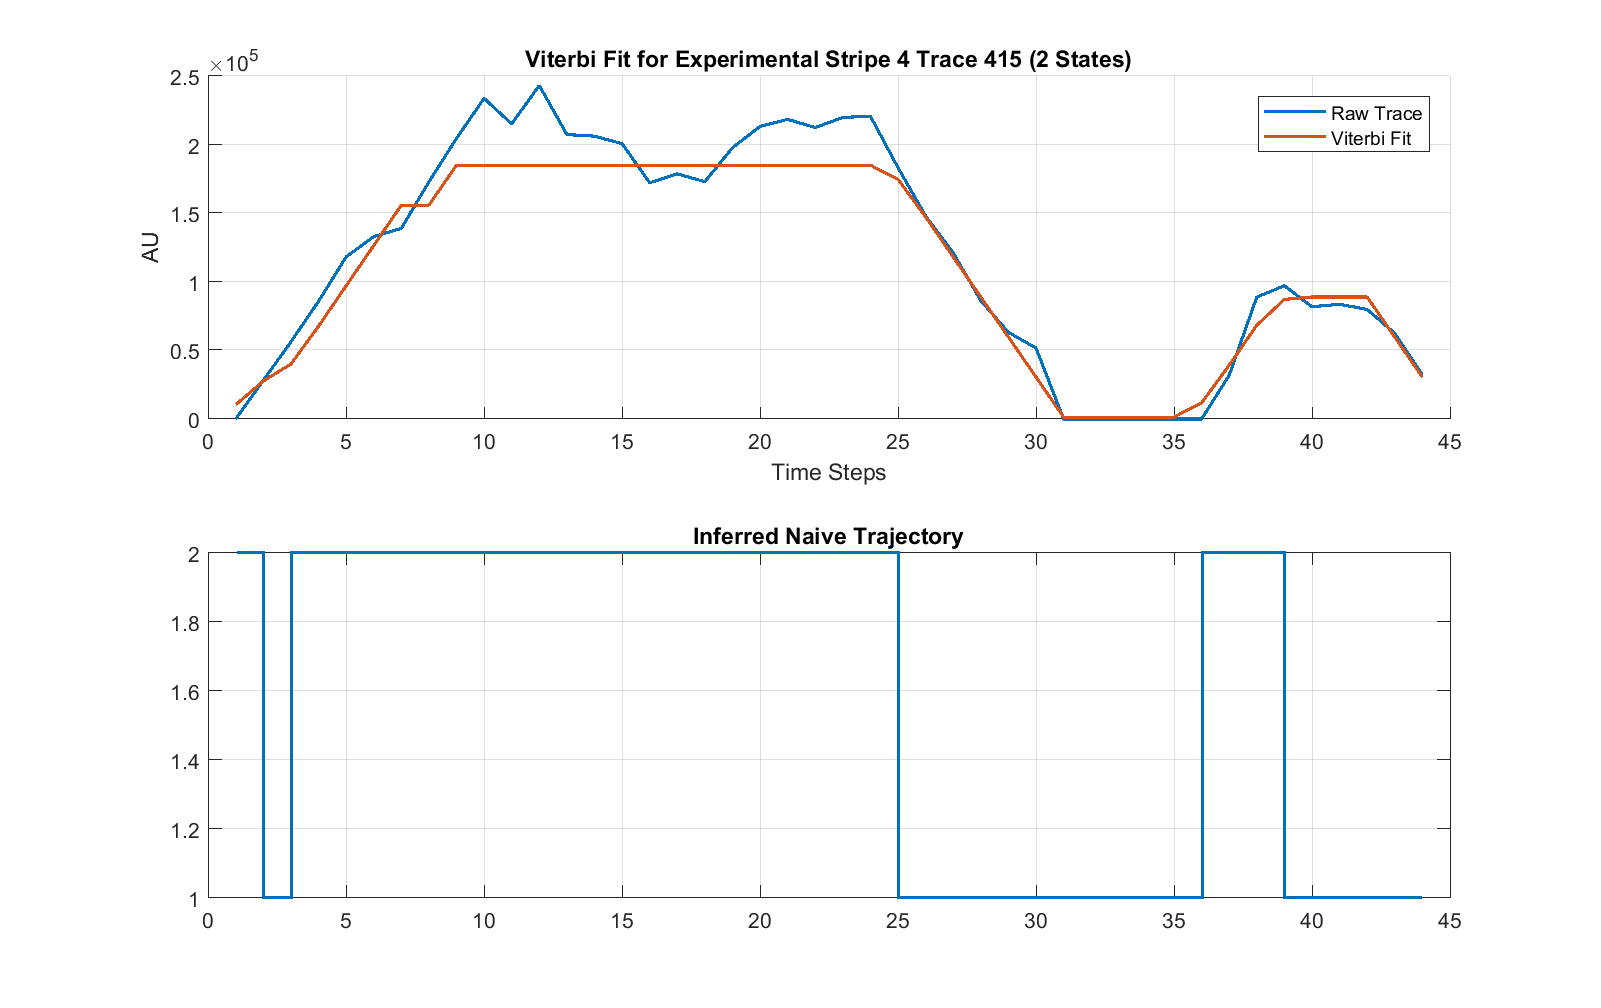 Viterbi Fit for Experimental Stripe 4 Trace 415 (2 States)
×10^5
2.5
2
1.5
1
0.5
0
AU
Raw Trace
Viterbi Fit
0 5 10 15 20 25 30 35 40 45
Time Steps
Inferred Naive Trajectory
2
1.8
1.6
1.4
1.2
1
0 5 10 15 20 25 30 35 40 45